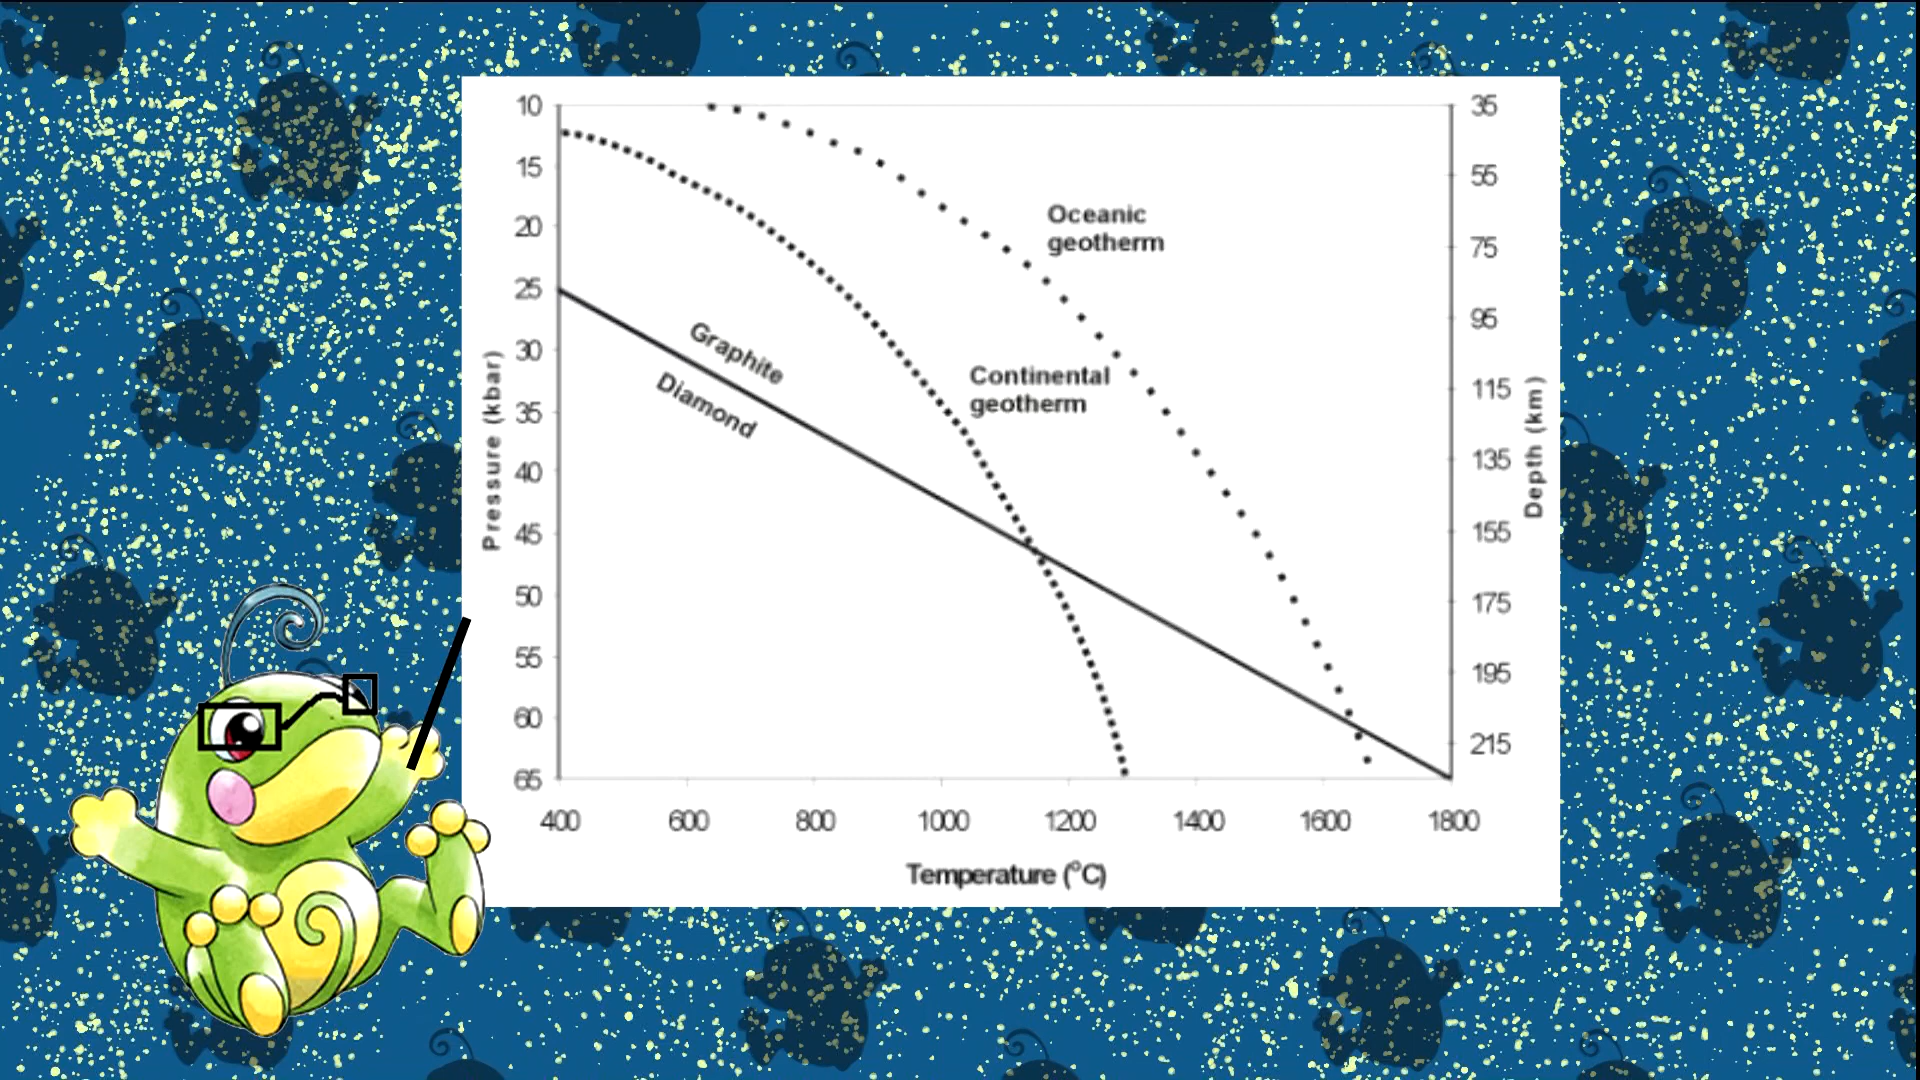 10
15
20
25
30
35
40
45
50
55
60
65
Pressure (kbar)
35
55
75
95
115
135
155
175
195
215
Depth (km)
Oceanic
geotherm
Graphite
Diamond
Continental
geotherm
400 600 800 1000 1200 1400 1600 1800
Temperature (°C)